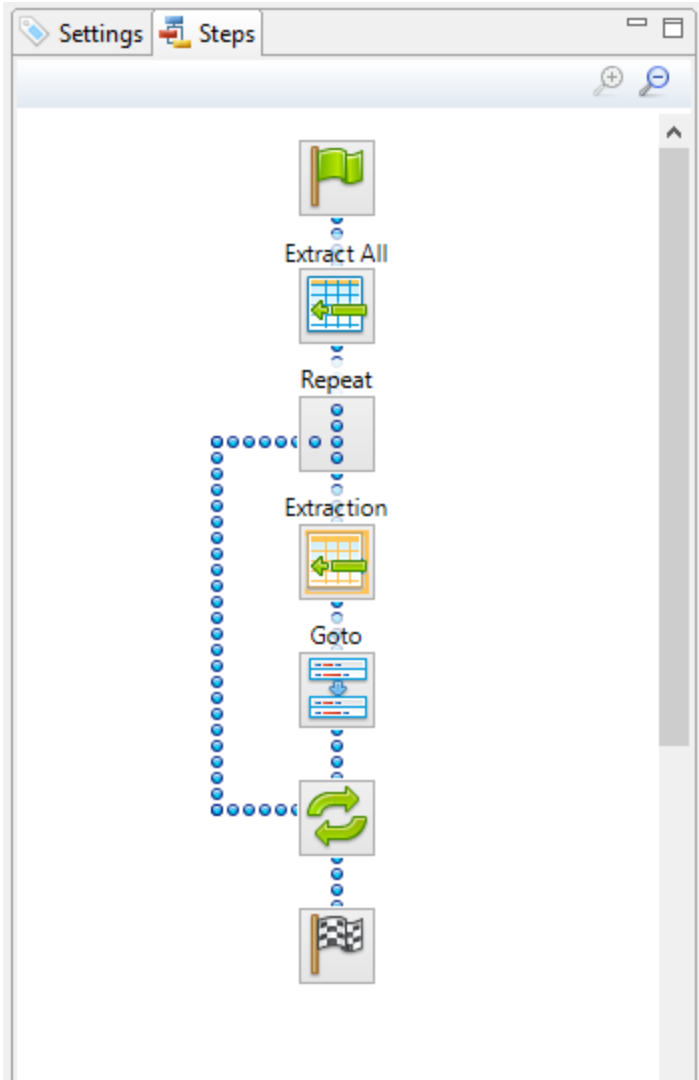 Settings
Steps
Extract All
Repeat
Extraction
Goto